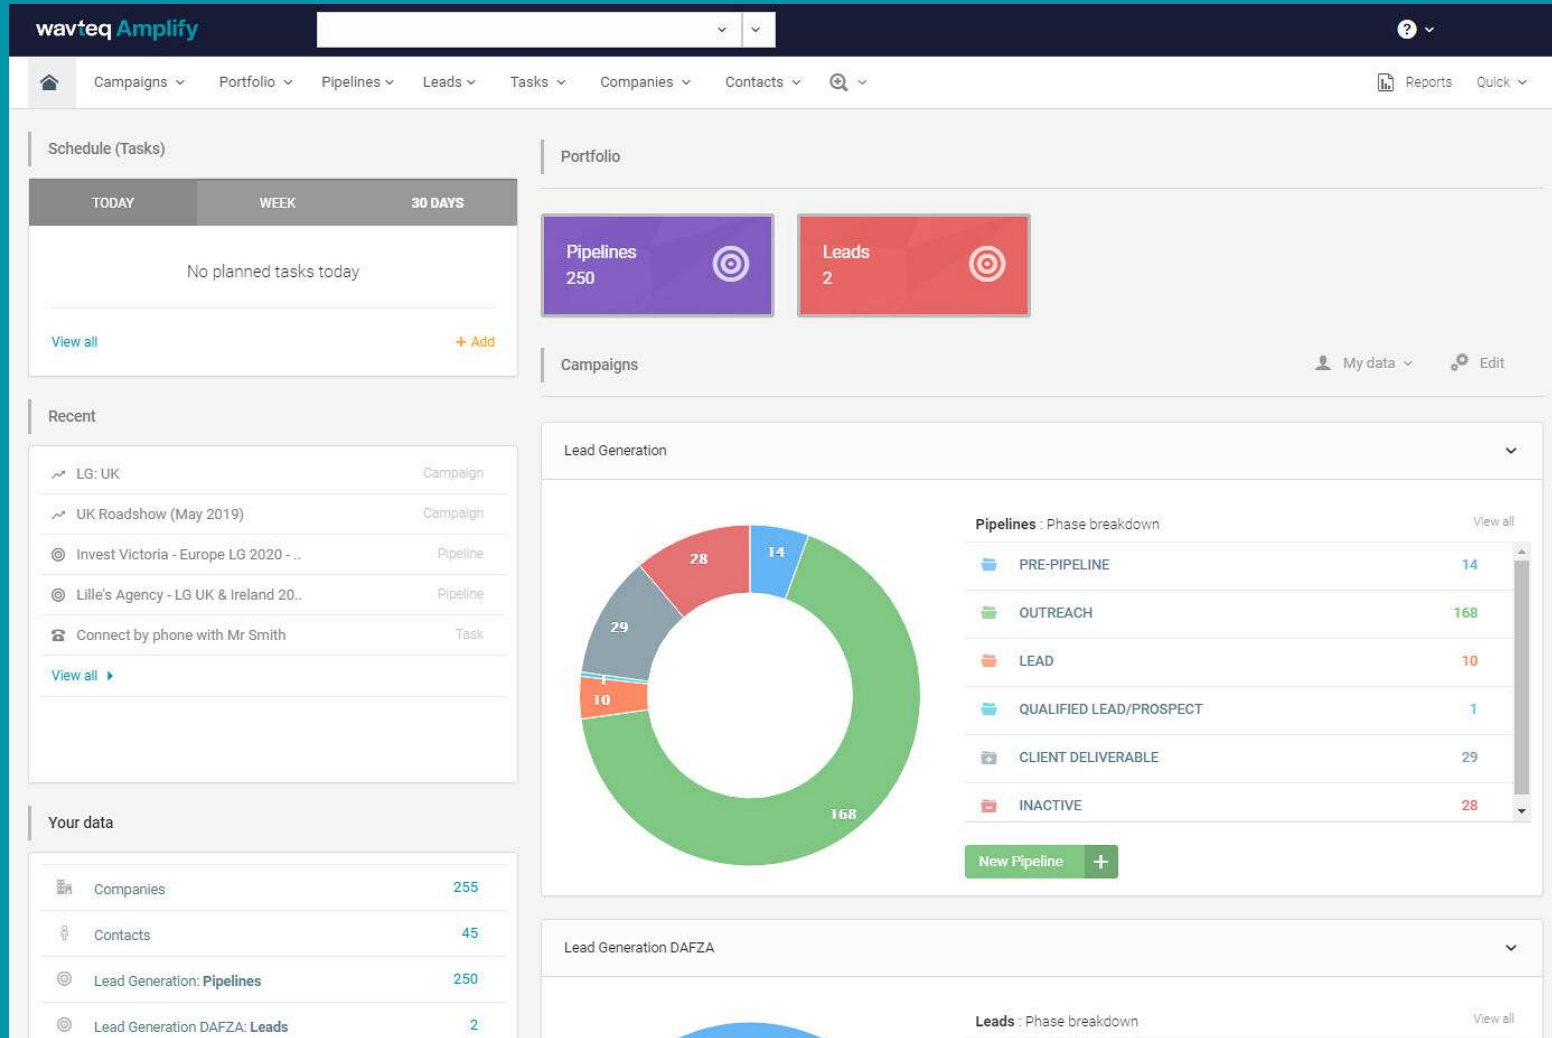 wavteq Amplify
?
Campaigns
Portfolio
Pipelines
Leads
Tasks
Companies
Contacts
Reports
Quick
Schedule (Tasks)
TODAY
WEEK
30 DAYS
No planned tasks today
View all
+ Add
Recent
LG: UK
Campaign
UK Roadshow (May 2019)
Campaign
Invest Victoria - Europe LG 2020 - ..
Pipeline
Lille's Agency - LG UK & Ireland 20..
Pipeline
Connect by phone with Mr Smith
Task
View all
Your data
Companies
255
Contacts
45
Lead Generation: Pipelines
250
Lead Generation DAFZA: Leads
2
Portfolio
Pipelines
250
Leads
2
Campaigns
My data
Edit
Lead Generation
28
14
29
1
10
168
Pipelines : Phase breakdown
View all
PRE-PIPELINE
14
OUTREACH
168
LEAD
10
QUALIFIED LEAD/PROSPECT
1
CLIENT DELIVERABLE
29
INACTIVE
28
New Pipeline +
Lead Generation DAFZA
Leads : Phase breakdown
View all